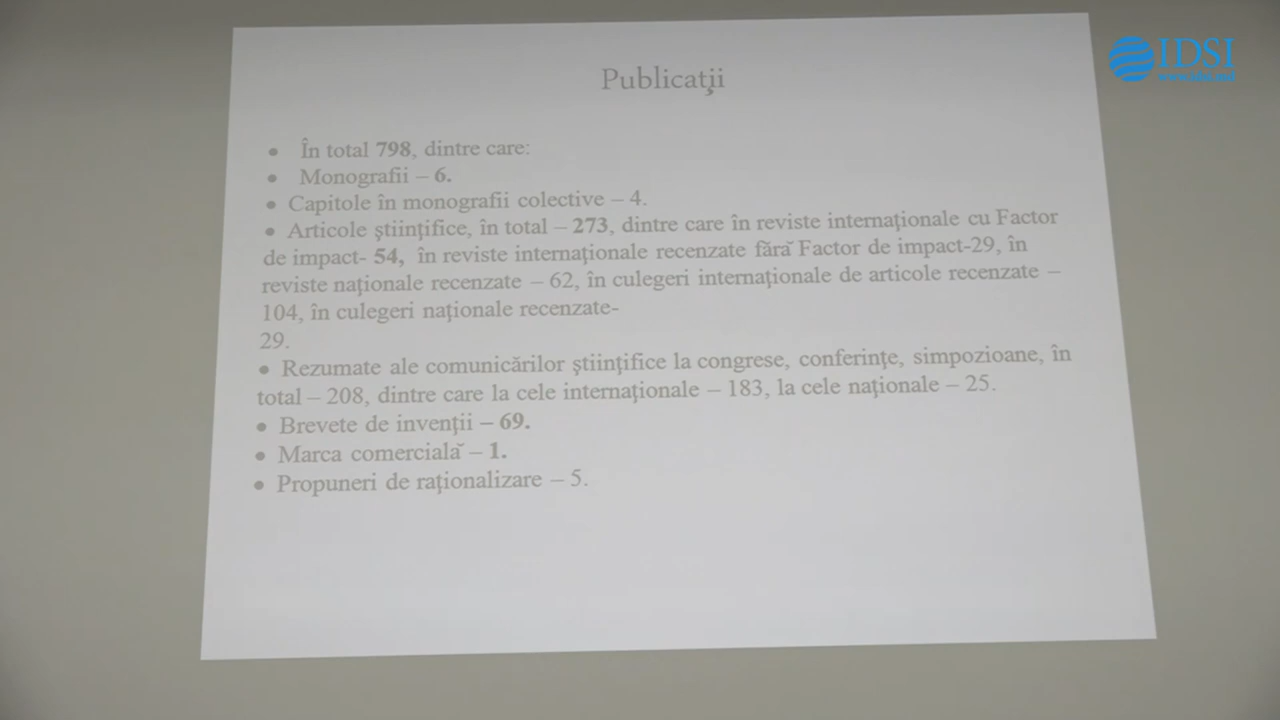 IDSI
www.idsi.md
Publicaţii
• În total 798, dintre care:
• Monografii – 6.
• Capitole în monografii colective – 4.
• Articole ştiinţifice, în total – 273, dintre care în reviste internaţionale cu Factor
de impact- 54, în reviste internaţionale recenzate fără Factor de impact-29, în
reviste naţionale recenzate – 62, în culegeri internaţionale de articole recenzate –
104, în culegeri naţionale recenzate-
29.
• Rezumate ale comunicărilor ştiinţifice la congrese, conferinţe, simpozioane, în
total – 208, dintre care la cele internaţionale – 183, la cele naţionale – 25.
• Brevete de invenţii – 69.
• Marca comercială – 1.
• Propuneri de raţionalizare – 5.